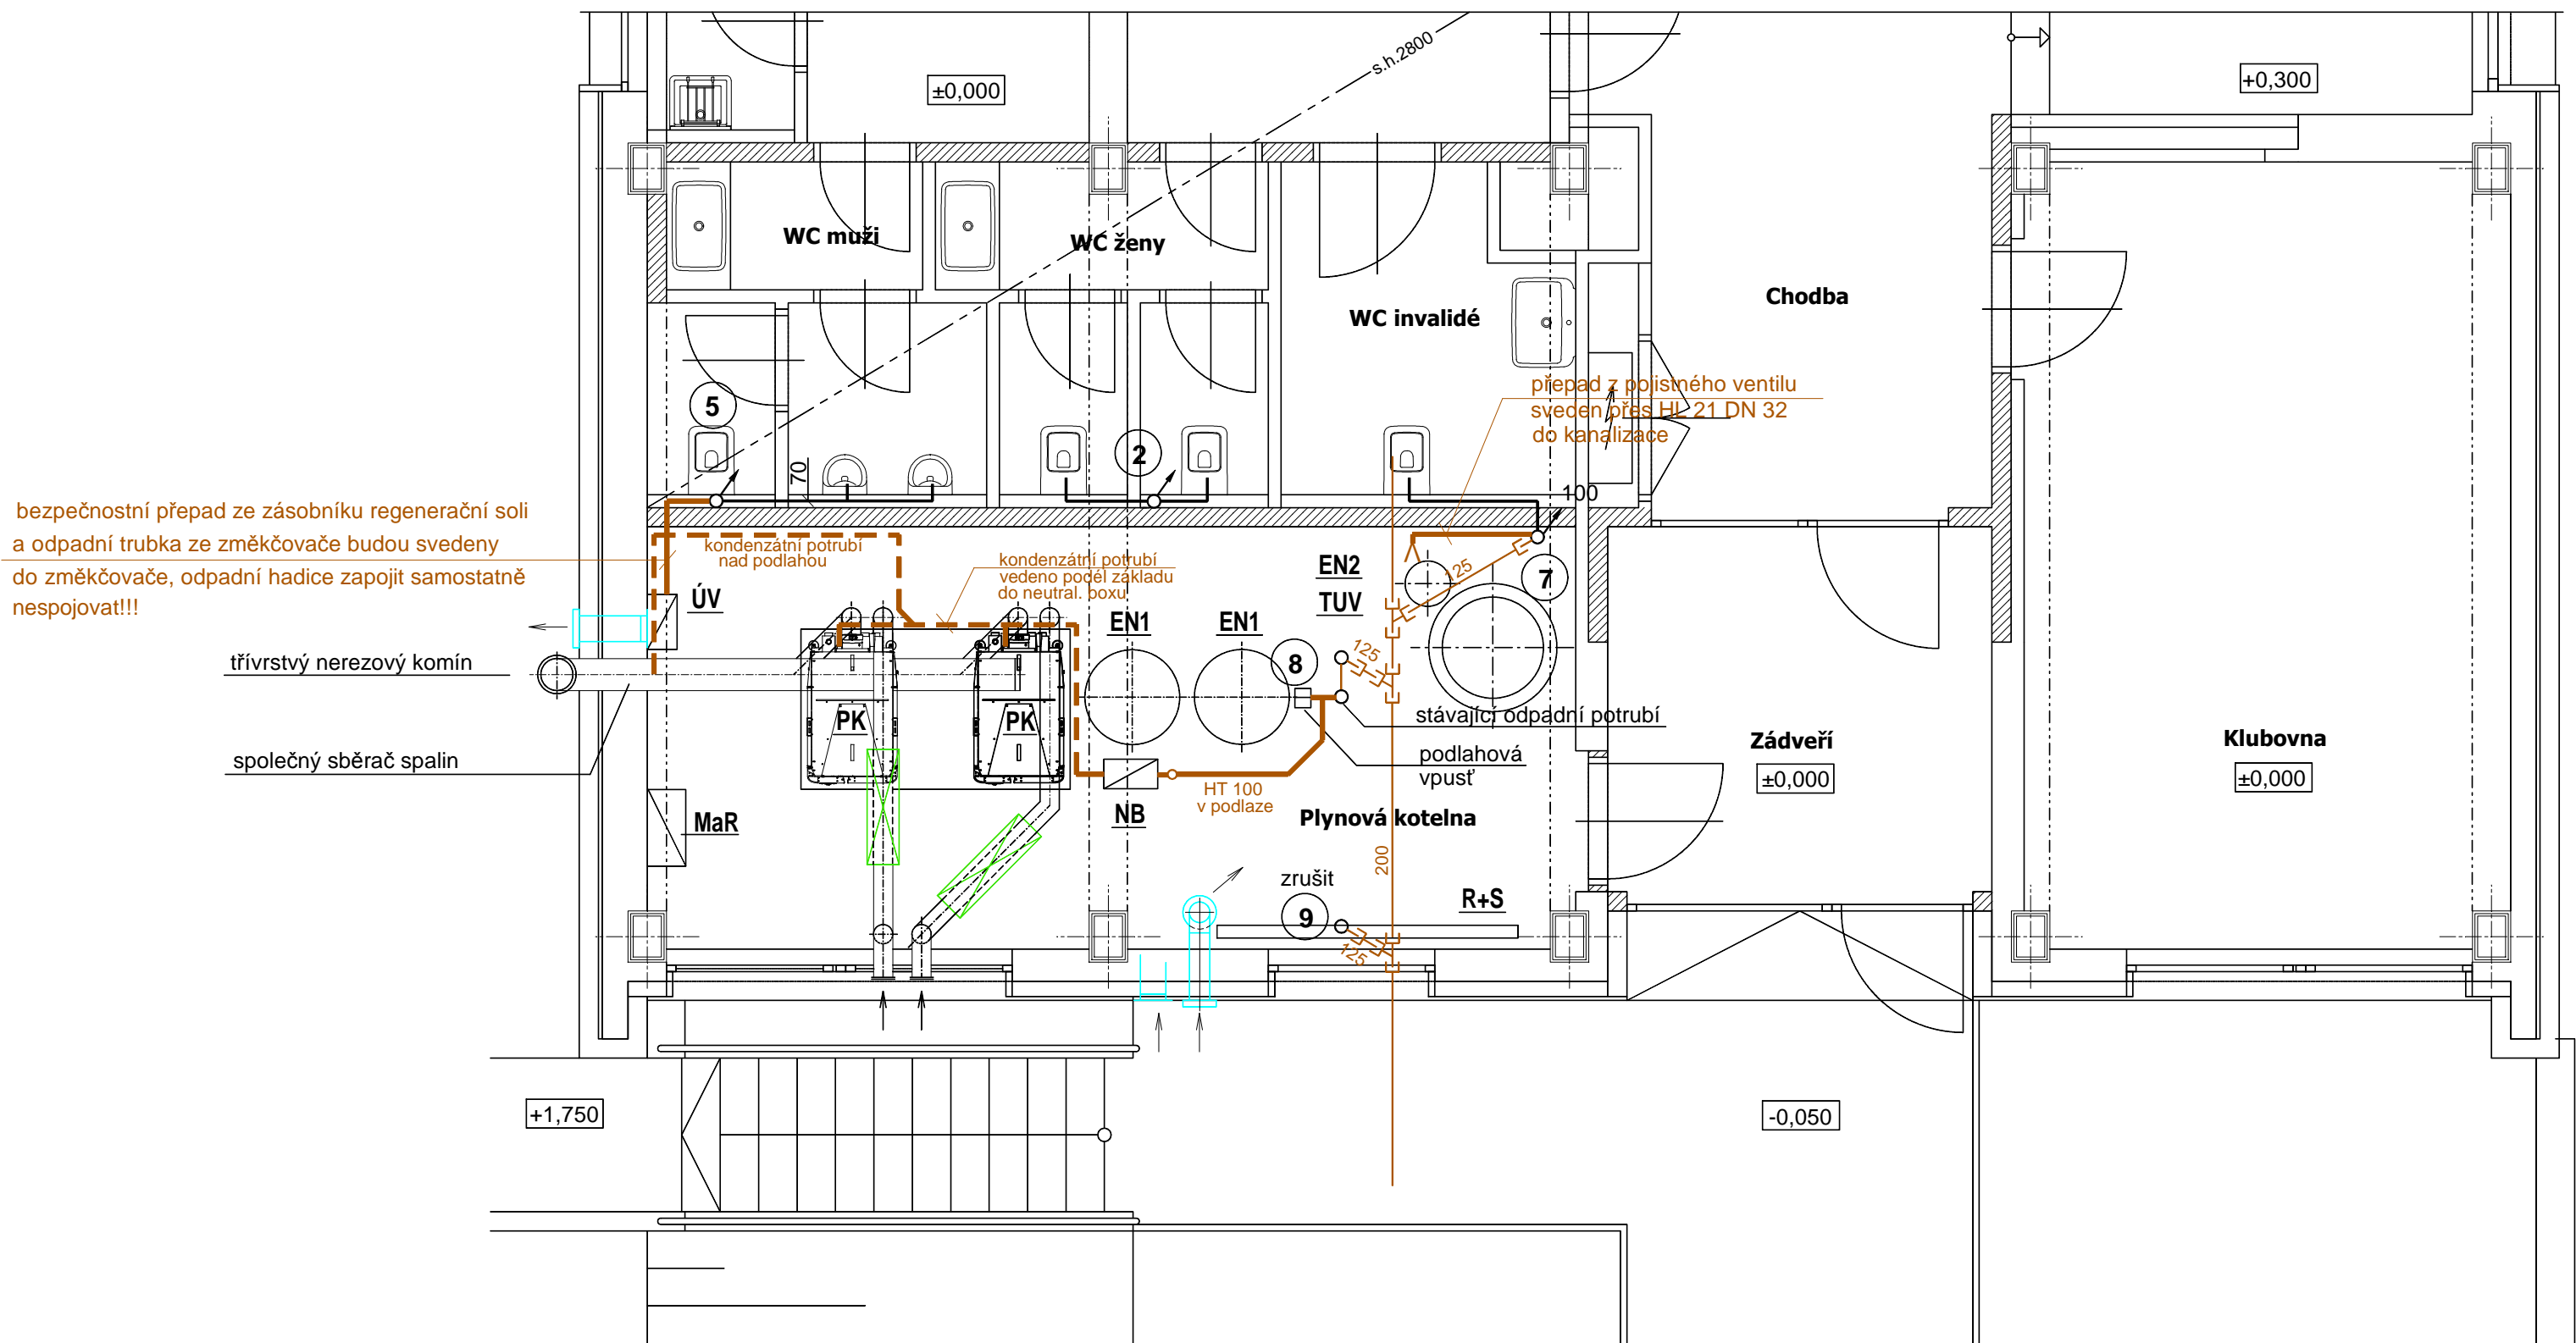 s.h.2800
±0,000
+0,300
WC muži
WC ženy
WC invalidé
Chodba
přepad z pojistného ventilu
sveden přes HL 21 DN 32
do kanalizace
5
2
70
100
bezpečnostní přepad ze zásobníku regenerační soli
a odpadní trubka ze změkčovače budou svedeny
do změkčovače, odpadní hadice zapojit samostatně
nespojovat!!!
kondenzátní potrubí
nad podlahou
kondenzátní potrubí
vedeno podél základu
do neutral. boxu
EN2
TUV
125
7
ÚV
EN1
EN1
8
125
třívrstvý nerezový komín
společný sběrač spalin
PK
PK
stávající odpadní potrubí
podlahová
vpusť
Zádveří
±0,000
Klubovna
±0,000
HT 100
v podlaze
NB
MaR
Plynová kotelna
200
zrušit
9
R+S
125
+1,750
-0,050